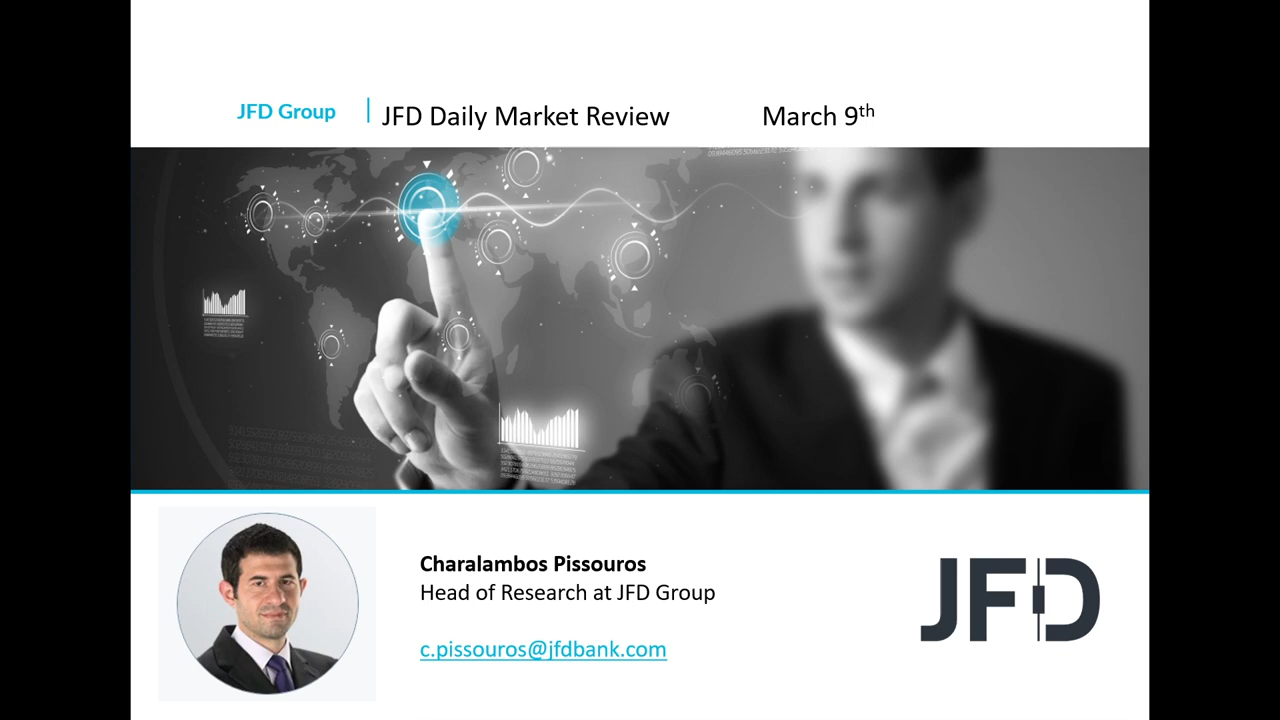 JFD Group
JFD Daily Market Review March 9th
Charalambos Pissouros
Head of Research at JFD Group
c.pissouros@jfdbank.com
JFD